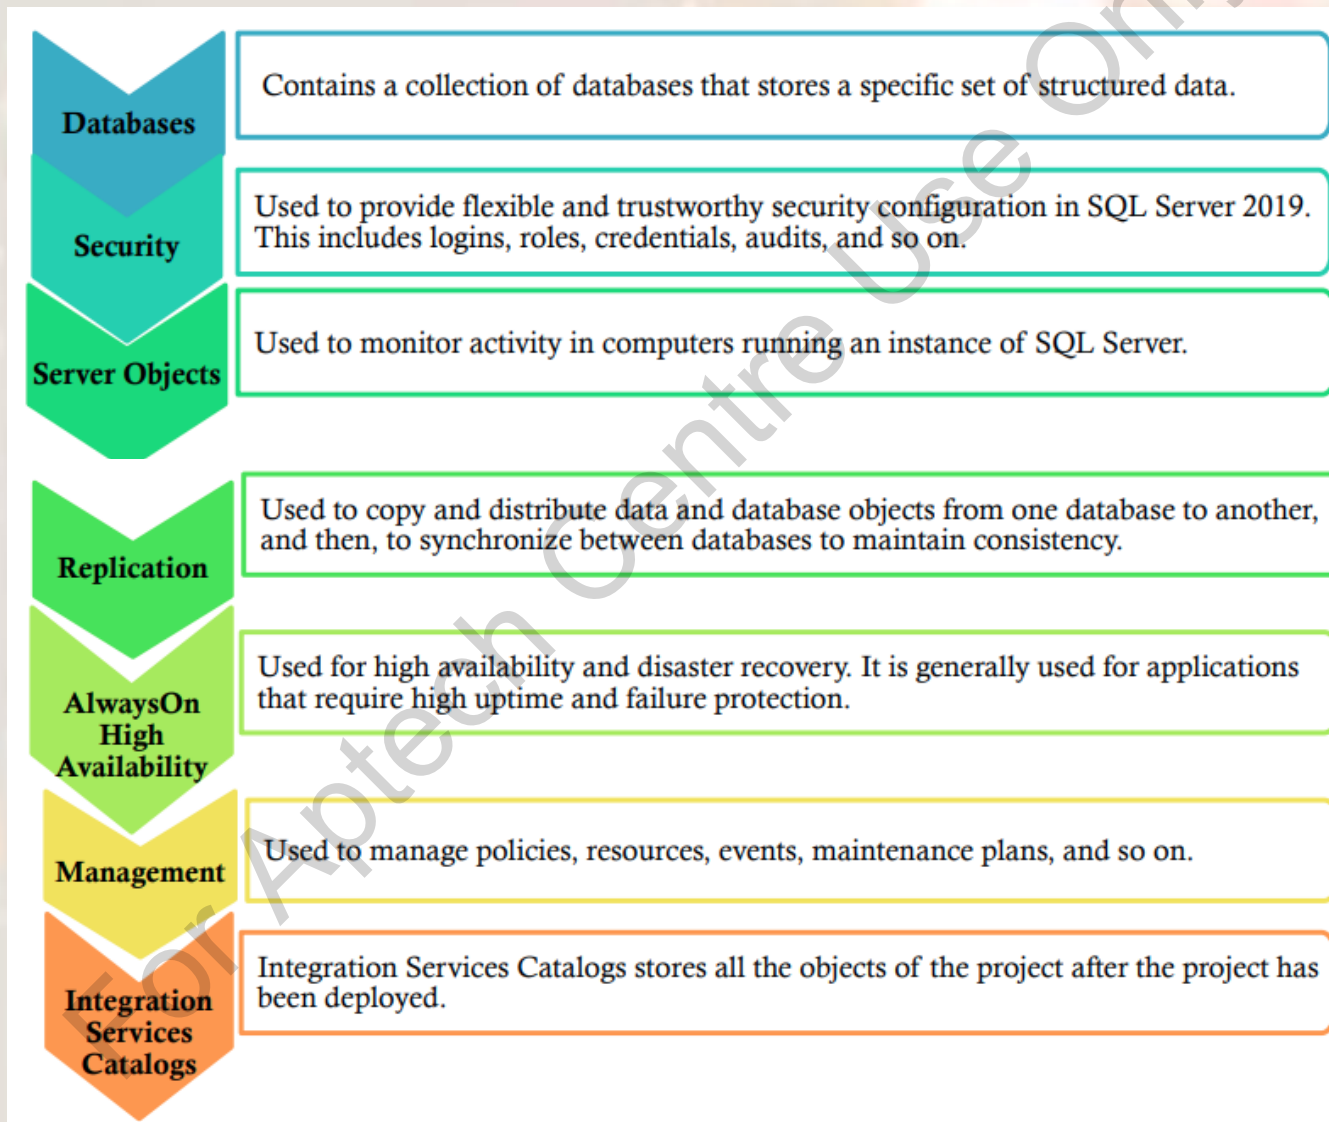 Databases
Contains a collection of databases that stores a specific set of structured data.
Security
Used to provide flexible and trustworthy security configuration in SQL Server 2019.
This includes logins, roles, credentials, audits, and so on.
Server Objects
Used to monitor activity in computers running an instance of SQL Server.
Replication
Used to copy and distribute data and database objects from one database to another,
and then, to synchronize between databases to maintain consistency.
AlwaysOn
High
Availability
Used for high availability and disaster recovery. It is generally used for applications
that require high uptime and failure protection.
Management
Used to manage policies, resources, events, maintenance plans, and so on.
Integration
Services
Catalogs
Integration Services Catalogs stores all the objects of the project after the project has
been deployed.
For Aptech Centre Use